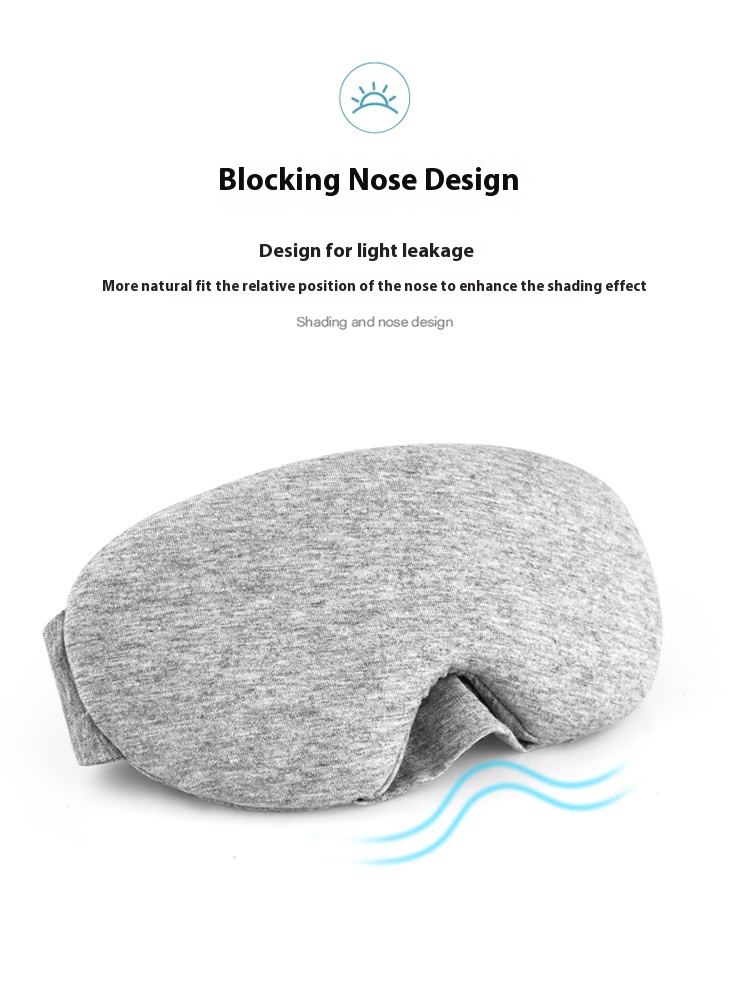 Blocking Nose Design
Design for light leakage
More natural fit the relative position of the nose to enhance the shading effect
Shading and nose design